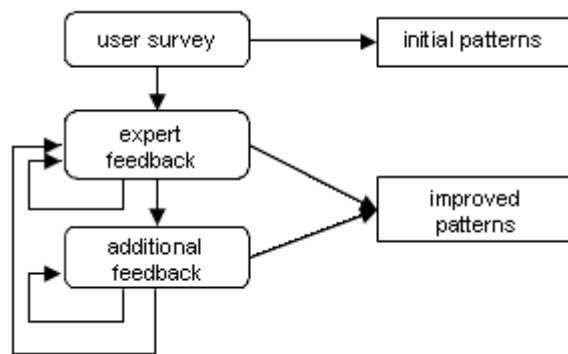 user survey
initial patterns
expert
feedback
improved
patterns
additional
feedback